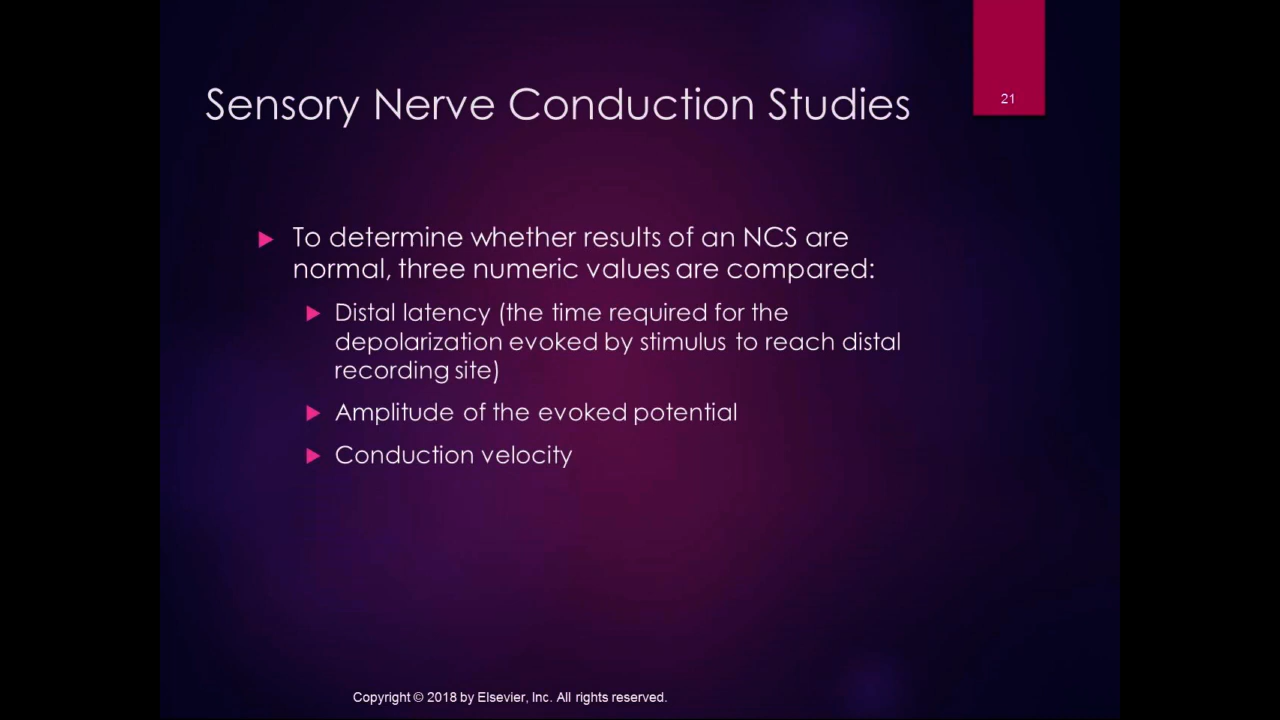 Sensory Nerve Conduction Studies
21
To determine whether results of an NCS are
normal, three numeric values are compared:
Distal latency (the time required for the
depolarization evoked by stimulus to reach distal
recording site)
Amplitude of the evoked potential
Conduction velocity
Copyright © 2018 by Elsevier, Inc. All rights reserved.